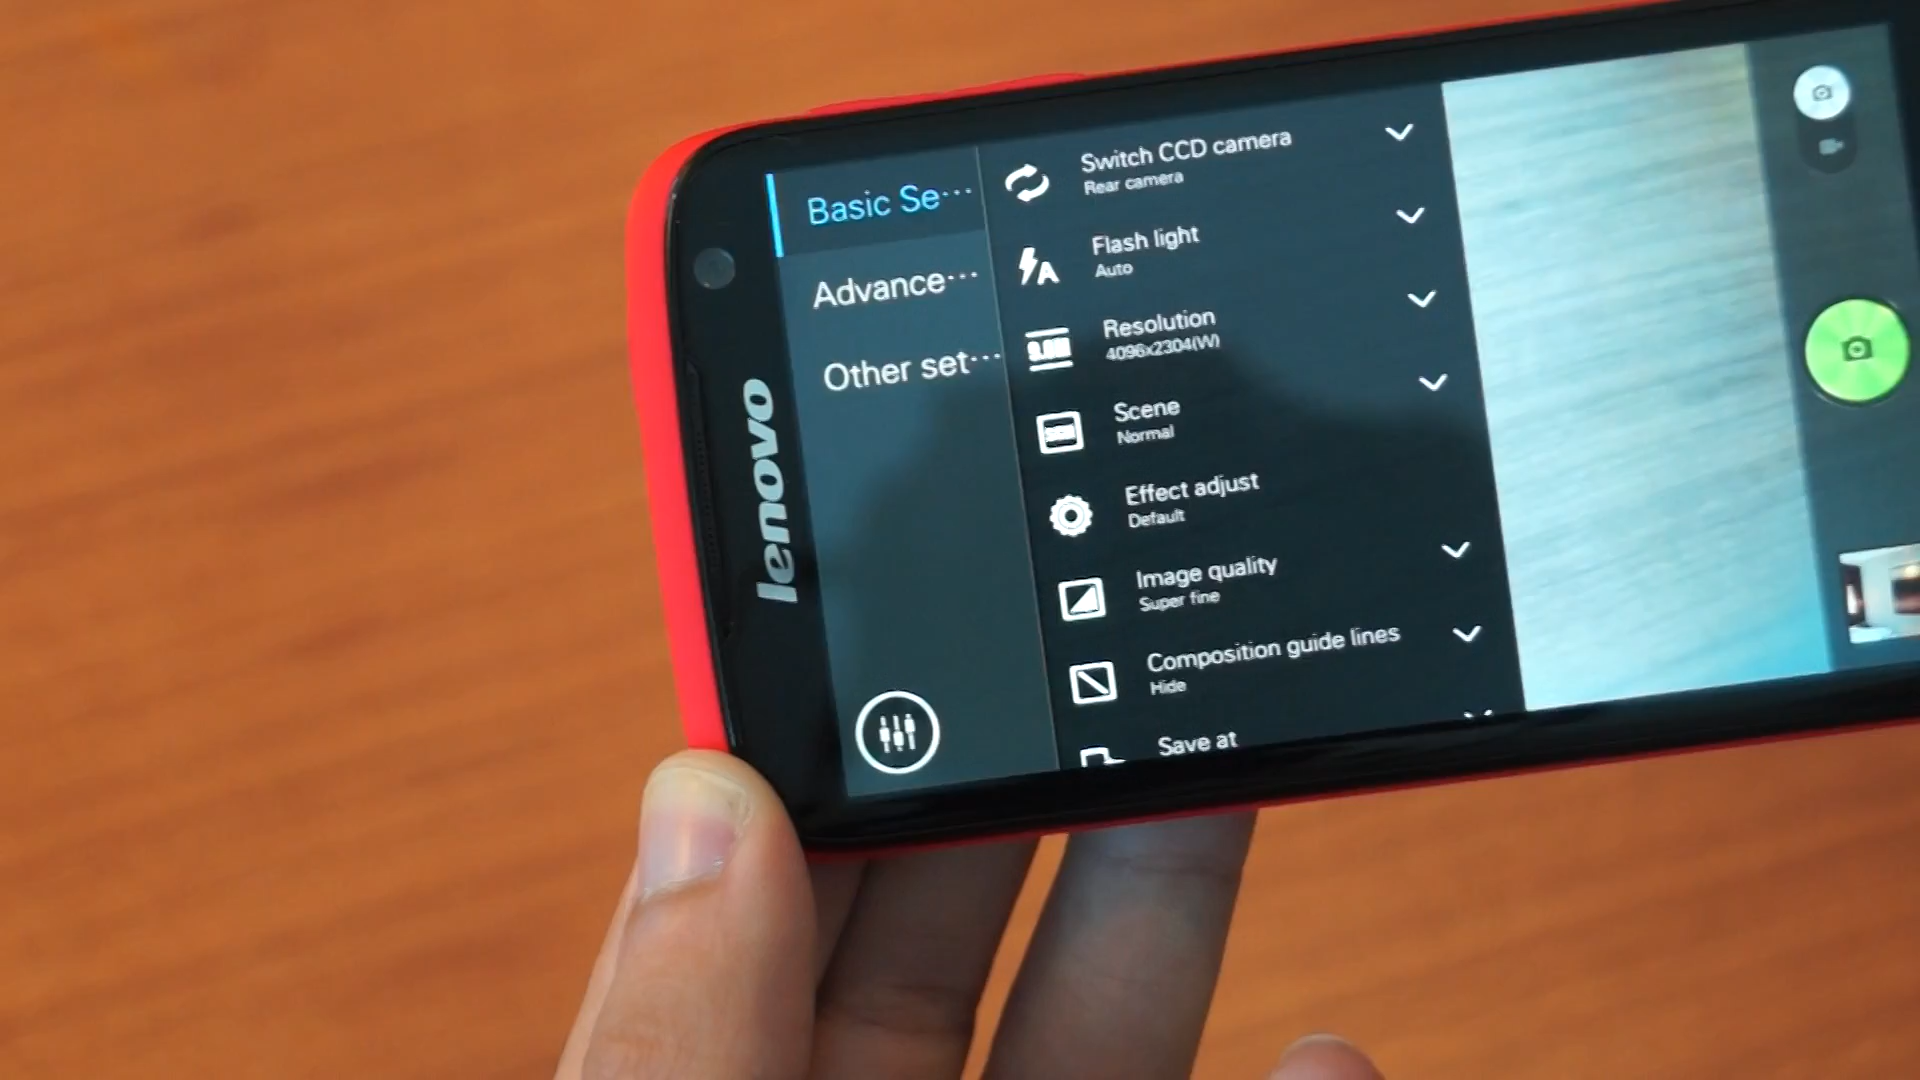 lenovo
Basic Se···
Advance···
Other set···
Switch CCD camera
Rear camera
Flash light
Auto
A
Resolution
4096x2304(W)
Scene
Normal
Effect adjust
Default
Image quality
Super fine
Composition guide lines
Hide
Save at